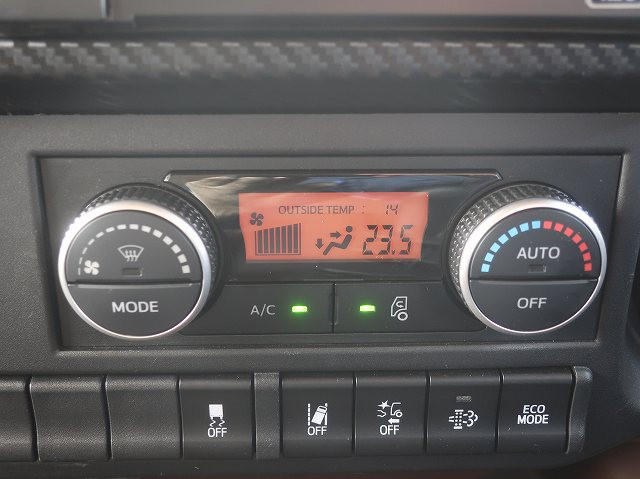 OUTSIDE TEMP : 14
23.5
AUTO
OFF
MODE
A/C
OFF
OFF
OFF
ECO
MODE